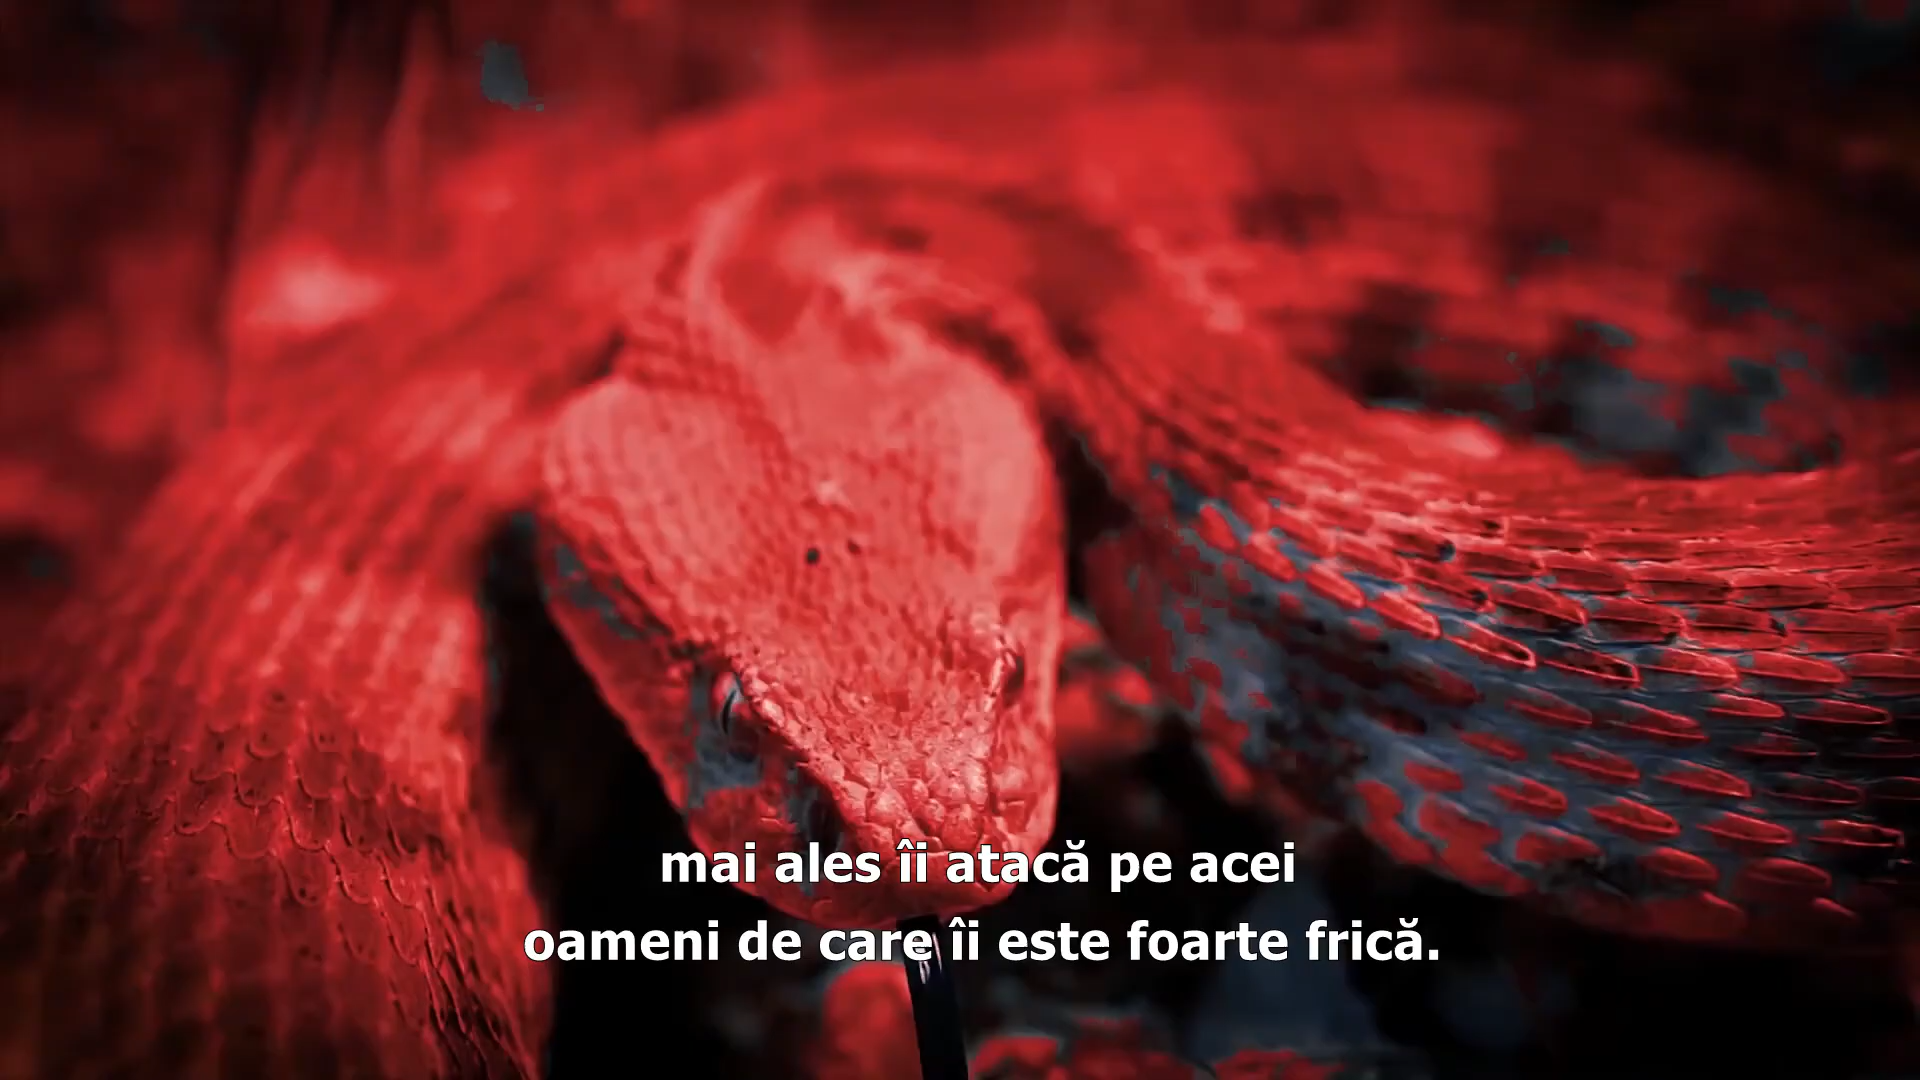 mai ales îi atacă pe acei
oameni de care îi este foarte frică.